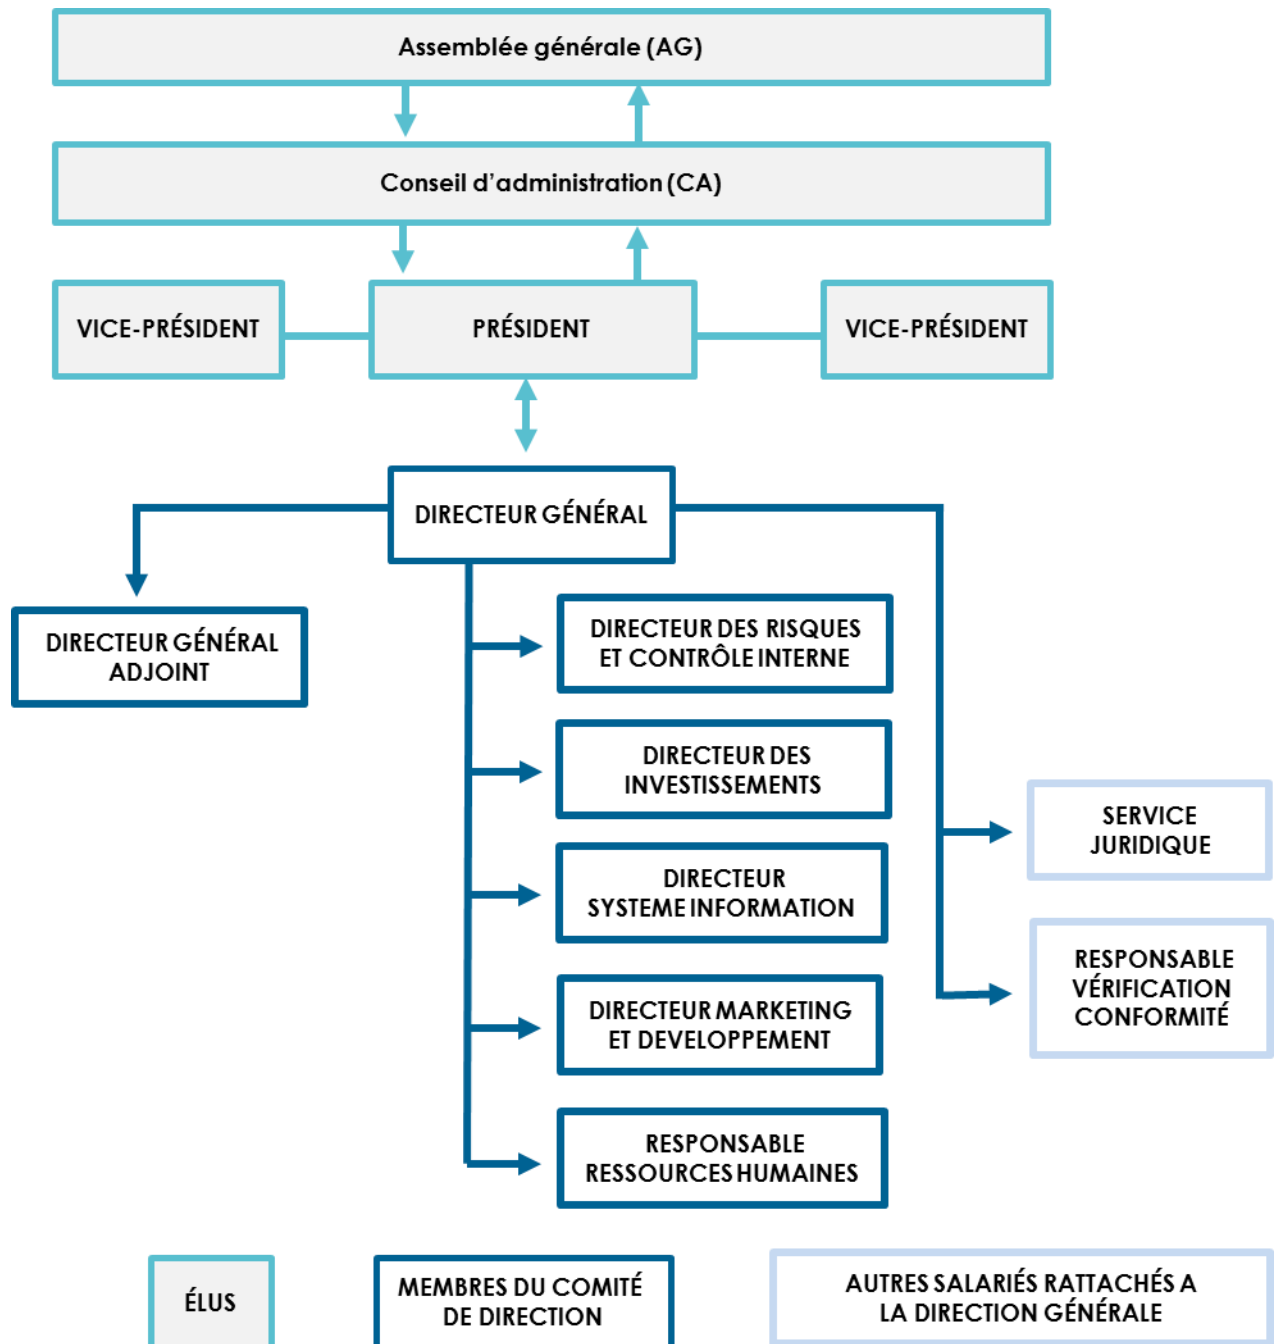 Assemblée générale (AG)
Conseil d’administration (CA)
VICE-PRÉSIDENT
PRÉSIDENT
VICE-PRÉSIDENT
DIRECTEUR GÉNÉRAL
DIRECTEUR GÉNÉRAL
ADJOINT
DIRECTEUR DES RISQUES
ET CONTRÔLE INTERNE
DIRECTEUR DES
INVESTISSEMENTS
DIRECTEUR
SYSTEME INFORMATION
DIRECTEUR MARKETING
ET DEVELOPPEMENT
RESPONSABLE
RESSOURCES HUMAINES
SERVICE
JURIDIQUE
RESPONSABLE
VÉRIFICATION
CONFORMITÉ
ÉLUS
MEMBRES DU COMITÉ
DE DIRECTION
AUTRES SALARIÉS RATTACHÉS A
LA DIRECTION GÉNÉRALE